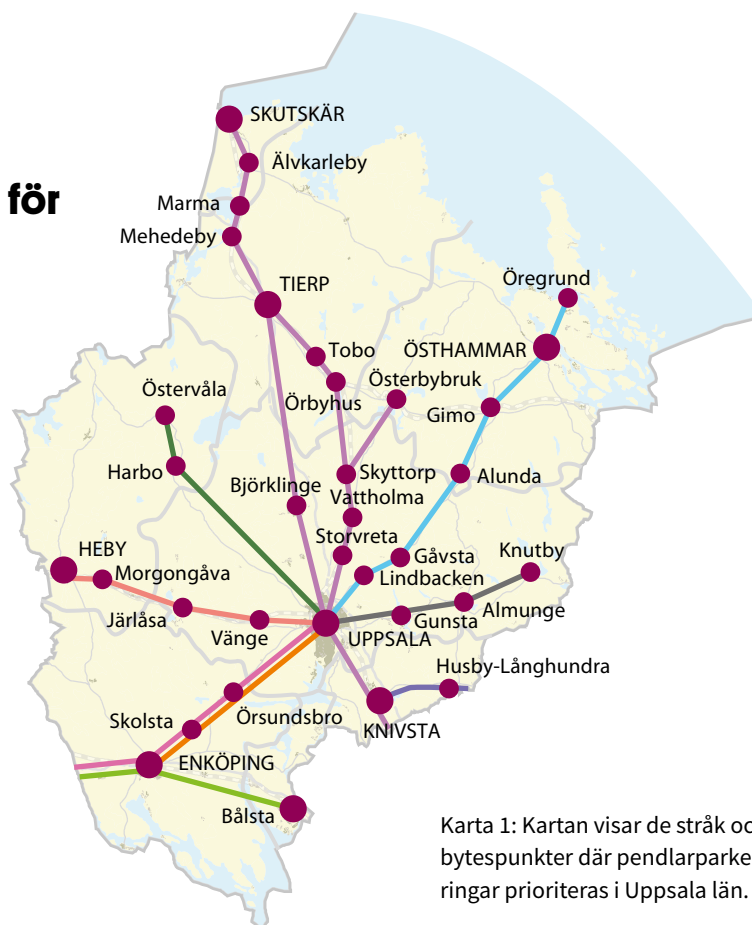 SKUTSKÄR
Älvkarleby
för
Marma
Mehedeby
Öregrund
TIERP
ÖSTHAMMAR
Tobo
Österbybruk
Östervåla
Örbyhus
Gimo
Harbo
Björklinge
Skyttorp
Alunda
Vattholma
Storvreta
HEBY
Gåvsta
Knutby
Morgongåva
Lindbacken
Järlåsa
Almunge
Vänge
Gunsta
UPPSALA
Husby-Långhundra
Skolsta
Örsundsbro
KNIVSTA
ENKÖPING
Bålsta
Karta 1: Kartan visar de stråk oc
bytespunkter där pendlarparke
ringar prioriteras i Uppsala län.